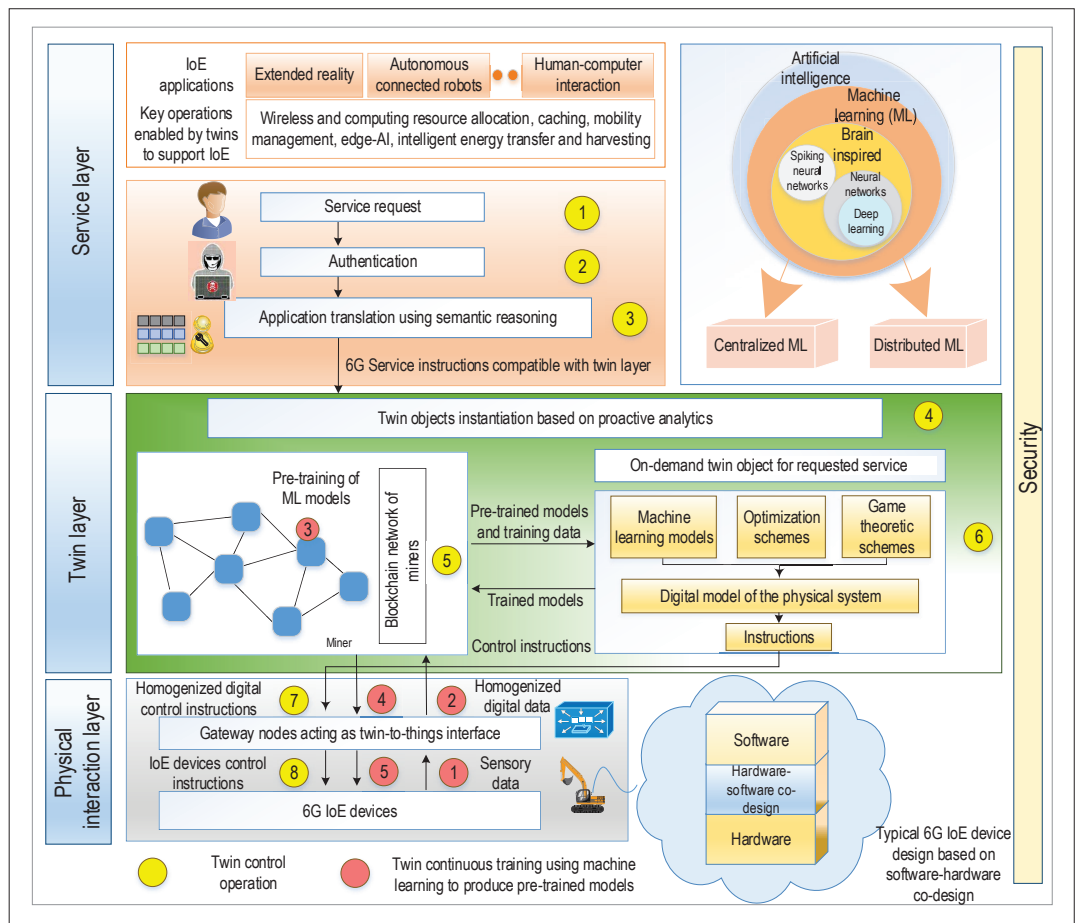 Service layer
IoE
applications
Extended reality
Autonomous
connected robots
Human-computer
interaction
Key operations
enabled by twins
to support IoE
Wireless and computing resource allocation, caching, mobility
management, edge-AI, intelligent energy transfer and harvesting
Service request
1
Authentication
2
Application translation using semantic reasoning
3
6G Service instructions compatible with twin layer
Artificial
intelligence
Machine
learning (ML)
Brain
inspired
Spiking
neural
networks
Neural
networks
Deep
learning
Centralized ML
Distributed ML
Security
Twin layer
Twin objects instantiation based on proactive analytics
4
Pre-training of
ML models
3
Blockchain network of
miners
5
Miner
Pre-trained models
and training data
Trained models
Control instructions
On-demand twin object for requested service
Machine
learning models
Optimization
schemes
Game
theoretic
schemes
6
Digital model of the physical system
Instructions
Physical
interaction layer
Homogenized digital
control instructions
7
4
2
Homogenized
digital data
Gateway nodes acting as twin-to-things interface
IoE devices control
instructions
8
5
1
Sensory
data
6G IoE devices
Software
Hardware-
software co-
design
Hardware
Typical 6G IoE device
design based on
software-hardware
co-design
Twin control
operation
Twin continuous training using machine
learning to produce pre-trained models